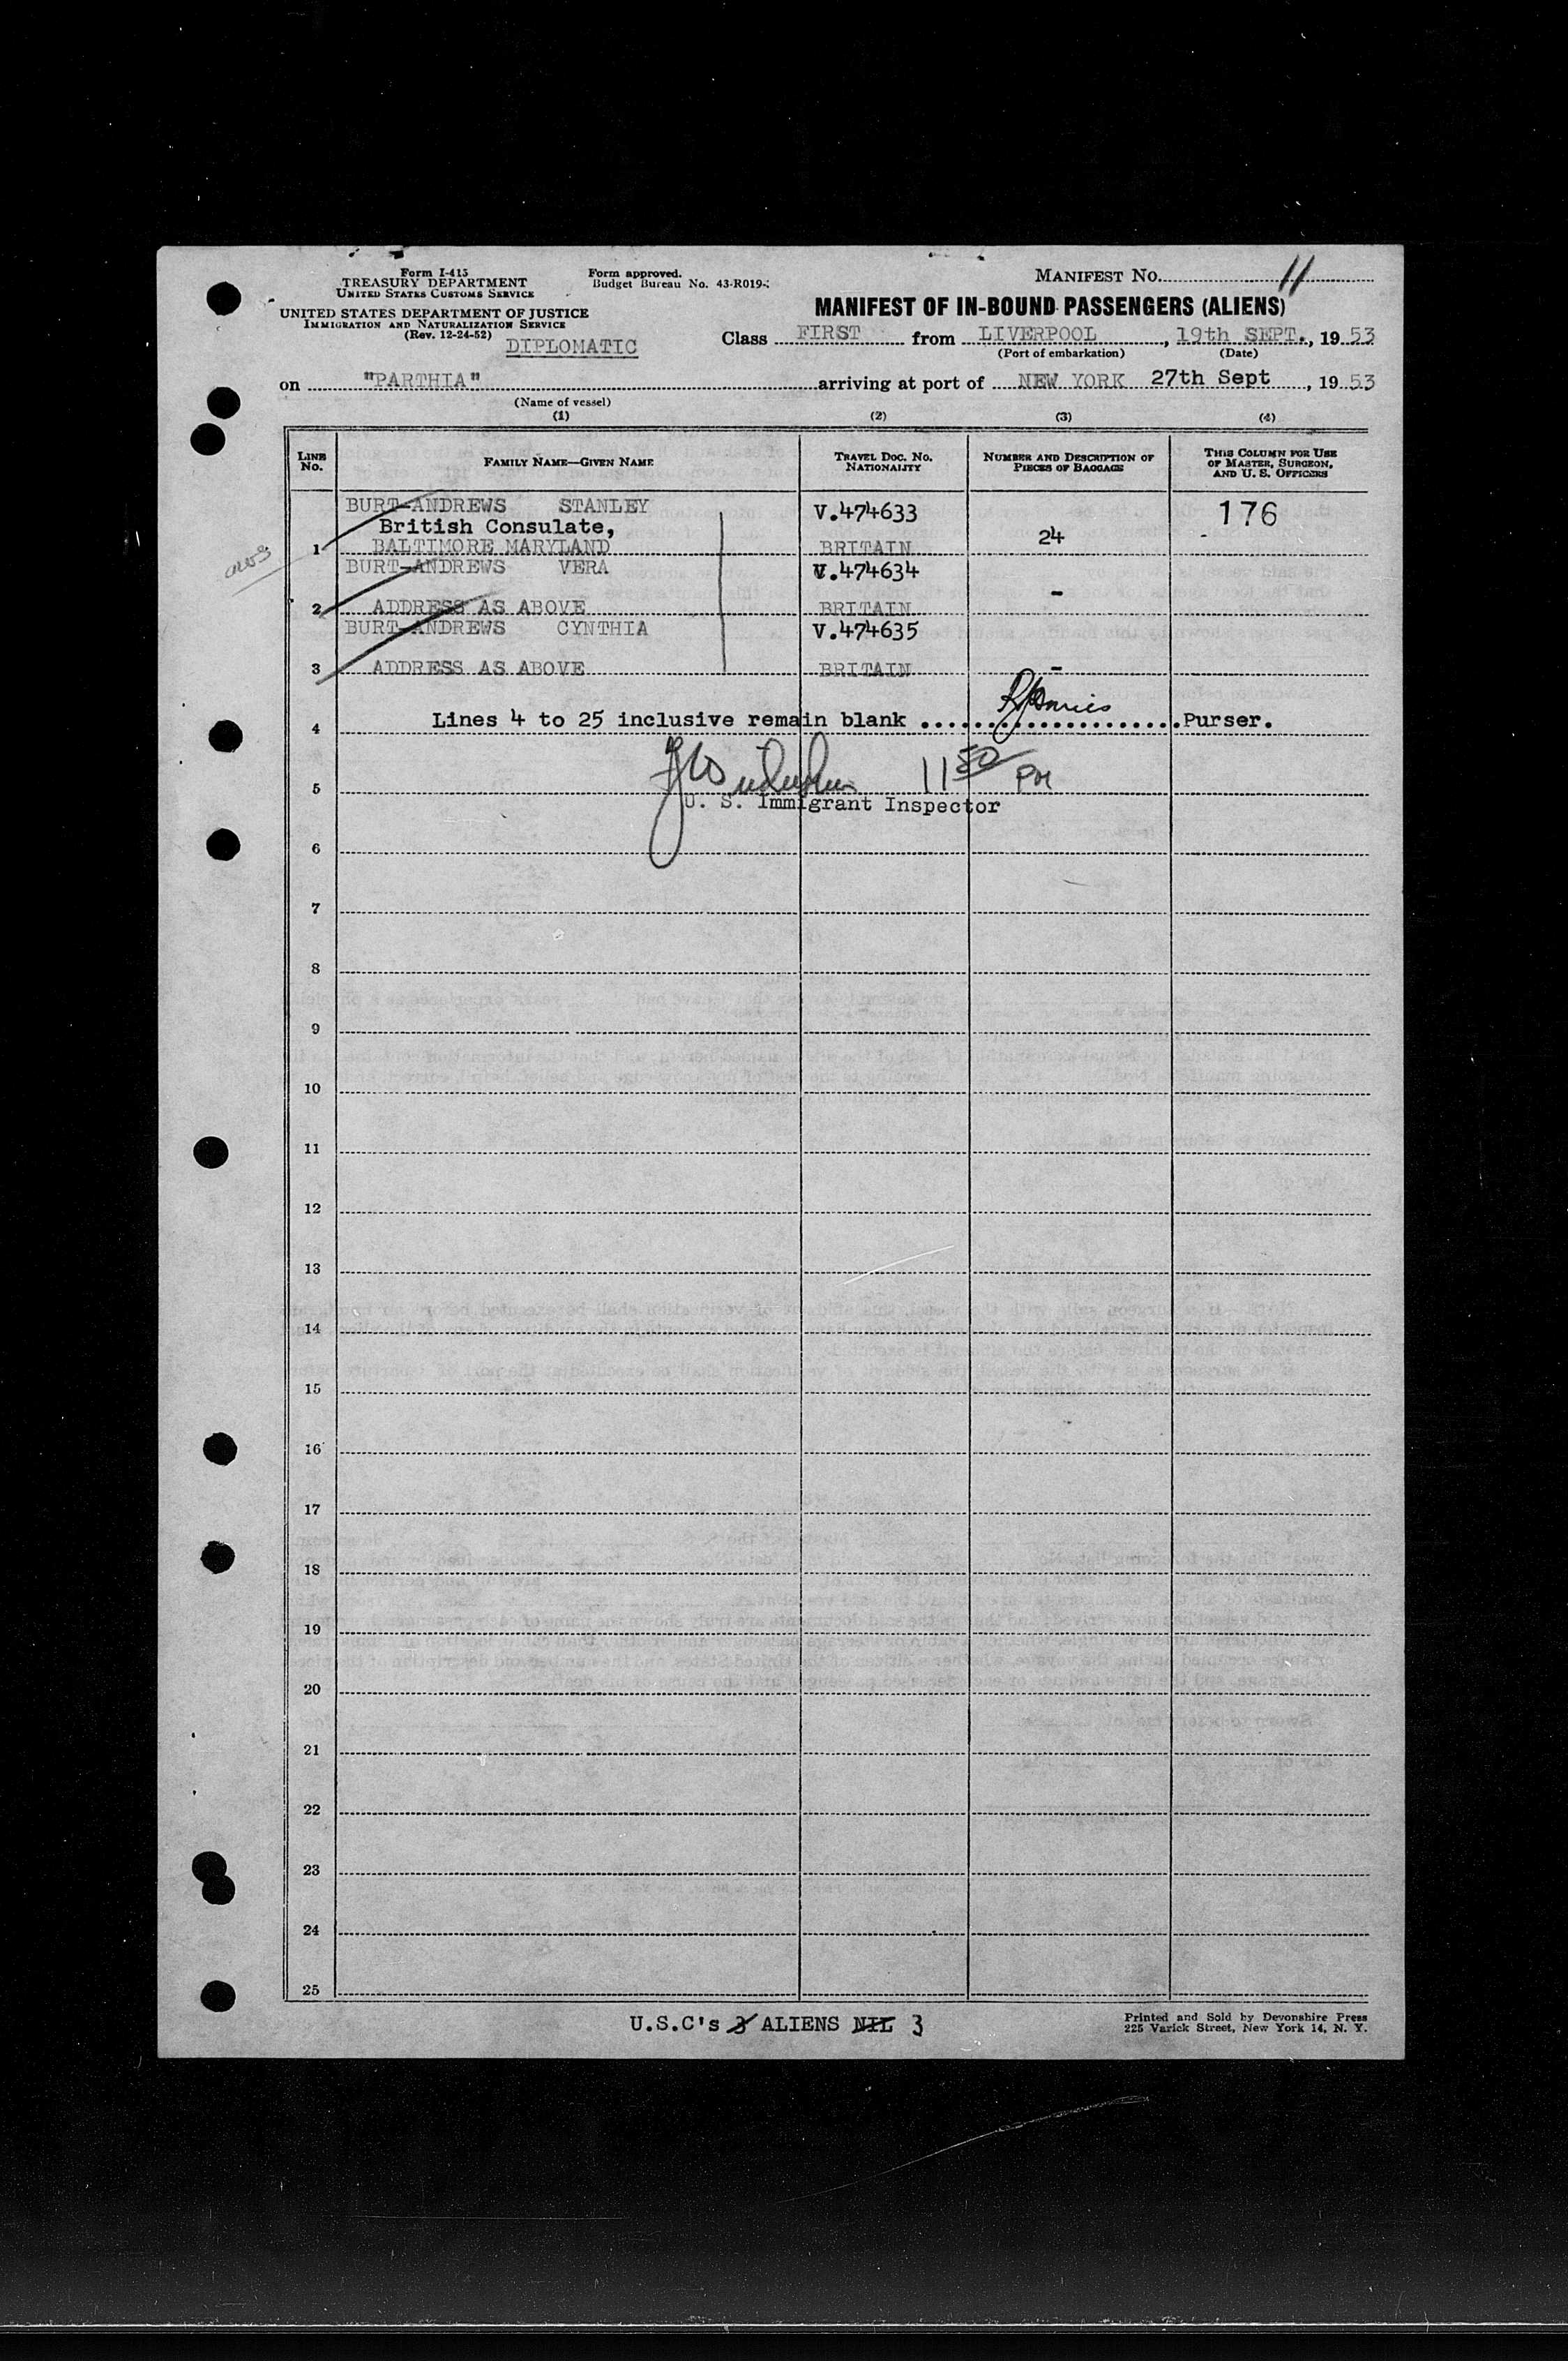 Form I-415
TREASURY DEPARTMENT
UNITED STATES CUSTOMS SERVICE
UNITED STATES DEPARTMENT OF JUSTICE
IMMIGRATION AND NATURALIZATION SERVICE
(Rev. 12-24-52)
DIPLOMATIC
Form approved.
Budget Bureau No. 43-R019-
MANIFEST NO. 11
MANIFEST OF IN-BOUND PASSENGERS (ALIENS)
Class FIRST from LIVERPOOL, 19th SEPT., 1953
(Port of embarkation) (Date)
on "PARTHIA" arriving at port of NEW YORK 27th Sept, 1953
(Name of vessel)
(1) (2) (3) (4)
LINE NO. FAMILY NAME—GIVEN NAME TRAVEL DOC. NO. NATIONALITY NUMBER AND DESCRIPTION OF PIECES OF BAGGAGE THIS COLUMN FOR USE OF MASTER, SURGEON, AND U. S. OFFICERS
BURT-ANDREWS STANLEY V.474633 176
British Consulate,
1 BALTIMORE MARYLAND BRITAIN 24
BURT-ANDREWS VERA V.474634
2 ADDRESS AS ABOVE BRITAIN -
BURT-ANDREWS CYNTHIA V.474635
3 ADDRESS AS ABOVE BRITAIN -
4 Lines 4 to 25 inclusive remain blank Purser.
5 11 50 PM
U. S. Immigrant Inspector
6
7
8
9
10
11
12
13
14
15
16
17
18
19
20
21
22
23
24
25
U.S.C's 3 ALIENS NIL 3
Printed and Sold by Devonshire Press
225 Varick Street, New York 14, N. Y.